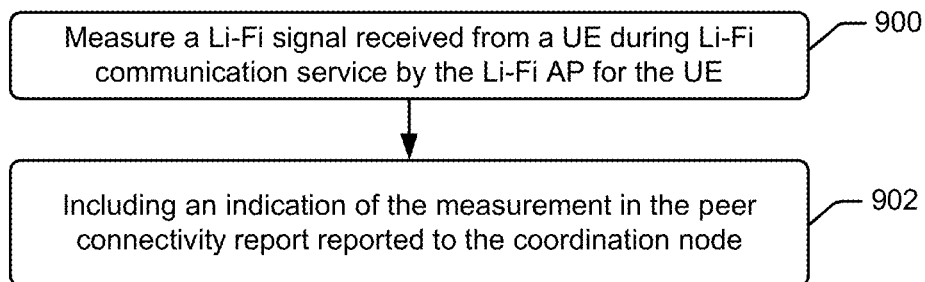 Measure a Li-Fi signal received from a UE during Li-Fi
communication service by the Li-Fi AP for the UE
900
Including an indication of the measurement in the peer
connectivity report reported to the coordination node
902